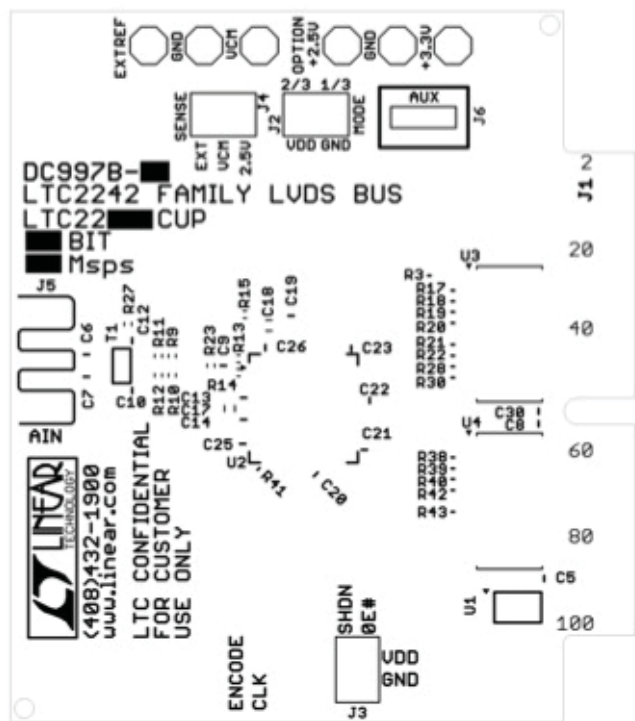 EXTREF
GND
VCM
OPTION
+2.5V
GND
+3.3V
SENSE
J4
EXT
VCM
2.5V
J2
2/3 1/3
MODE
VDD GND
AUX
J6
DC997B-
LTC2242 FAMILY LVDS BUS
LTC22 CUP
BIT
Msps
2
J1
20
40
60
80
100
J5
C6
C7
AIN
R27
C12
T1
C10
R11
R9
R12
R10
R23
C9
R13
R15
C18
C19
C26
R14
C14
C25
U2
R41
C20
C21
C22
C23
R3
R17
R18
R19
R20
R21
R22
R28
R30
U3
C30
C8
U4
R38
R39
R40
R42
R43
C5
U1
LINEAR
TECHNOLOGY
(408)432-1900
www.linear.com
LTC CONFIDENTIAL
FOR CUSTOMER
USE ONLY
ENCODE
CLK
SHDN
OE#
VDD
GND
J3